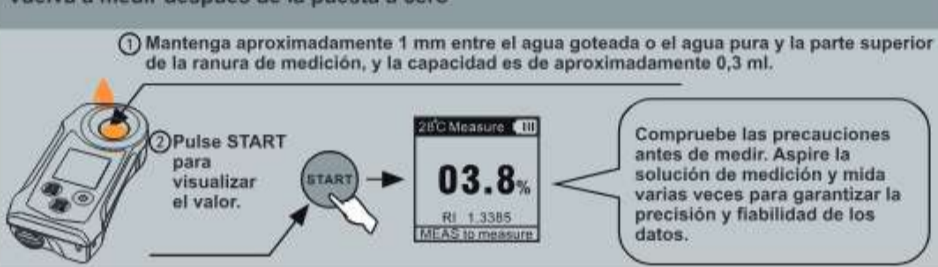 Vuelva a medir después de la puesta a cero
① Mantenga aproximadamente 1 mm entre el agua goteada o el agua pura y la parte superior
de la ranura de medición, y la capacidad es de aproximadamente 0,3 ml.
② Pulse START
para
visualizar
el valor.
START
28°C Measure
03.8%
RI 1.3385
MEAS to measure
Compruebe las precauciones
antes de medir. Aspire la
solución de medición y mida
varias veces para garantizar la
precisión y fiabilidad de los
datos.